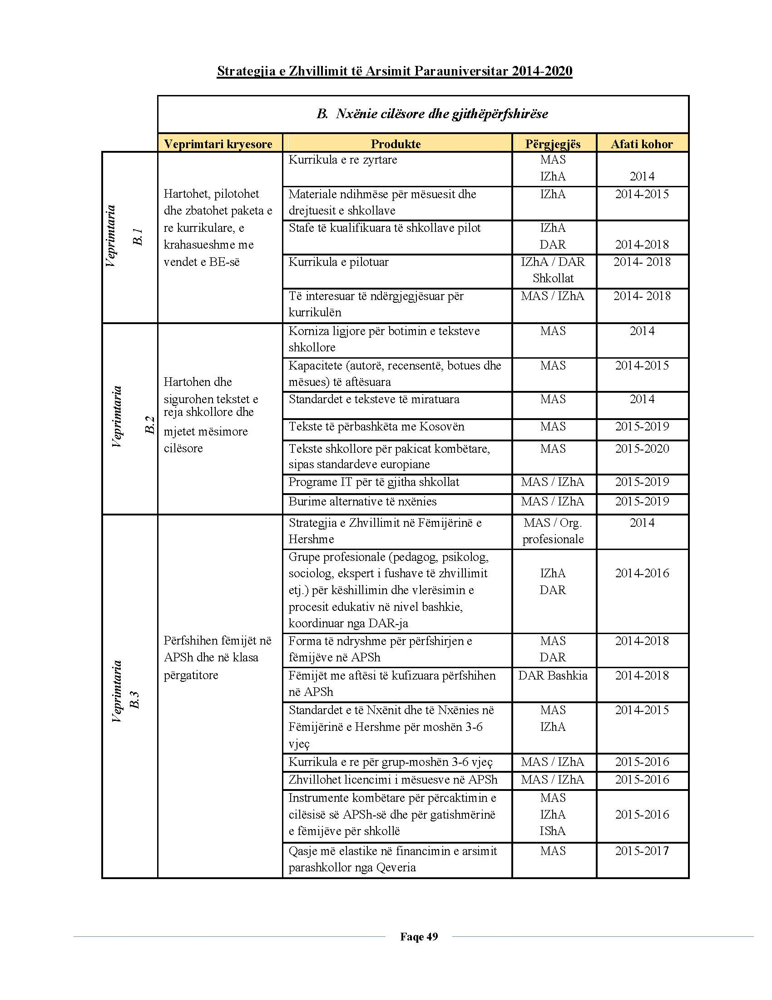 Strategjia e Zhvillimit të Arsimit Parauniversitar 2014-2020
B. Nxënie cilësore dhe gjithëpërfshirëse
Veprimtari kryesore Produkte Përgjegjës Afati kohor
Veprimtaria
B.1
Hartohet, pilotohet
dhe zbatohet paketa e
re kurrikulare, e
krahasueshme me
vendet e BE-së
Kurrikula e re zyrtare
MAS
IZhA
2014
Materiale ndihmëse për mësuesit dhe
drejtuesit e shkollave
IZhA
2014-2015
Stafe të kualifikuara të shkollave pilot
IZhA
DAR
2014-2018
Kurrikula e pilotuar
IZhA / DAR
Shkollat
2014- 2018
Të interesuar të ndërgjegjësuar për
kurrikulën
MAS / IZhA
2014- 2018
Veprimtaria
B.2
Hartohen dhe
sigurohen tekstet e
reja shkollore dhe
mjetet mësimore
cilësore
Korniza ligjore për botimin e teksteve
shkollore
MAS
2014
Kapacitete (autorë, recensentë, botues dhe
mësues) të aftësuara
MAS
2014-2015
Standardet e teksteve të miratuara
MAS
2014
Tekste të përbashkëta me Kosovën
MAS
2015-2019
Tekste shkollore për pakicat kombëtare,
sipas standardeve europiane
MAS
2015-2020
Programe IT për të gjitha shkollat
MAS / IZhA
2015-2019
Burime alternative të nxënies
MAS / IZhA
2015-2019
Veprimtaria
B.3
Përfshihen fëmijët në
APSh dhe në klasa
përgatitore
Strategjia e Zhvillimit në Fëmijërinë e
Hershme
MAS / Org.
profesionale
2014
Grupe profesionale (pedagog, psikolog,
sociolog, ekspert i fushave të zhvillimit
etj.) për këshillimin dhe vlerësimin e
procesit edukativ në nivel bashkie,
koordinuar nga DAR-ja
IZhA
DAR
2014-2016
Forma të ndryshme për përfshirjen e
fëmijëve në APSh
MAS
DAR
2014-2018
Fëmijët me aftësi të kufizuara përfshihen
në APSh
DAR Bashkia
2014-2018
Standardet e të Nxënit dhe të Nxënies në
Fëmijërinë e Hershme për moshën 3-6
vjeç
MAS
IZhA
2014-2015
Kurrikula e re për grup-moshën 3-6 vjeç
MAS / IZhA
2015-2016
Zhvillohet licencimi i mësuesve në APSh
MAS / IZhA
2015-2016
Instrumente kombëtare për përcaktimin e
cilësisë së APSh-së dhe për gatishmërinë
e fëmijëve për shkollë
MAS
IZhA
IShA
2015-2016
Qasje më elastike në financimin e arsimit
parashkollor nga Qeveria
MAS
2015-2017
Faqe 49